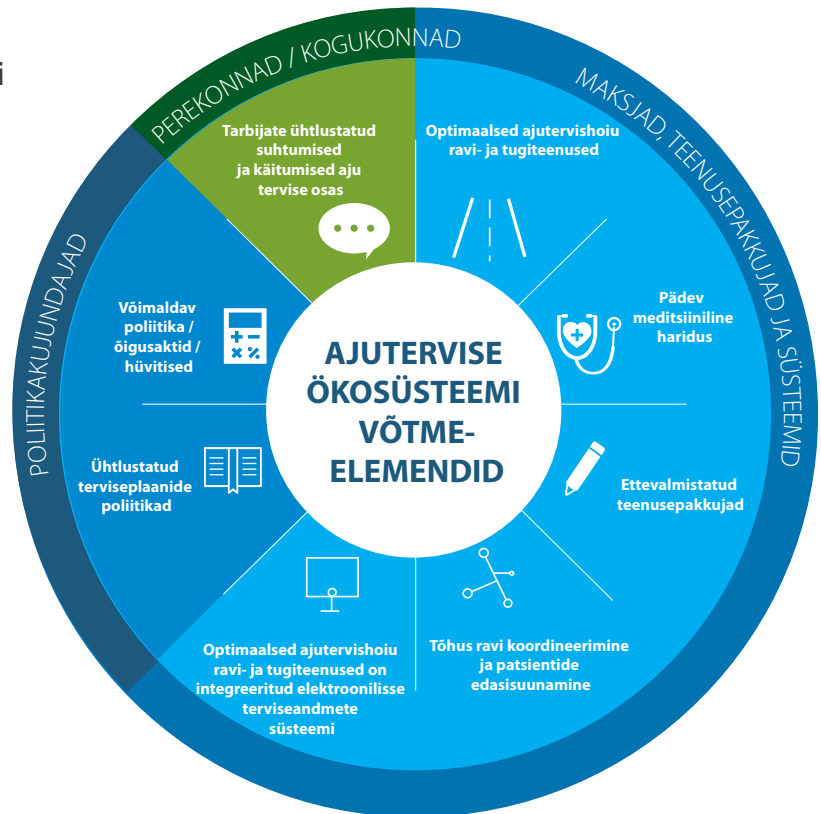 i
PEREKONNAD / KOGUKONNAD
MAKSJAD, TEENUSEPAKKUJAD JA SÜSTEEMID
POLIITIKAKUJUNDAJAD
Tarbijate ühtlustatud
suhtumised
ja käitumised aju
tervise osas
Optimaalsed ajutervishoiu
ravi- ja tugiteenused
Pädev
meditsiiniline
haridus
Ettevalmistatud
teenusepakkujad
Tõhus ravi koordineerimine
ja patsientide
edasisuunamine
Optimaalsed ajutervishoiu
ravi- ja tugiteenused on
integreeritud elektroonilisse
terviseandmete
süsteemi
Ühtlustatud
terviseplaanide
poliitikad
Võimaldav
poliitika /
õigusaktid /
hüvitised
AJUTERVISE
ÖKOSÜSTEEMI
VÕTME-
ELEMENDID